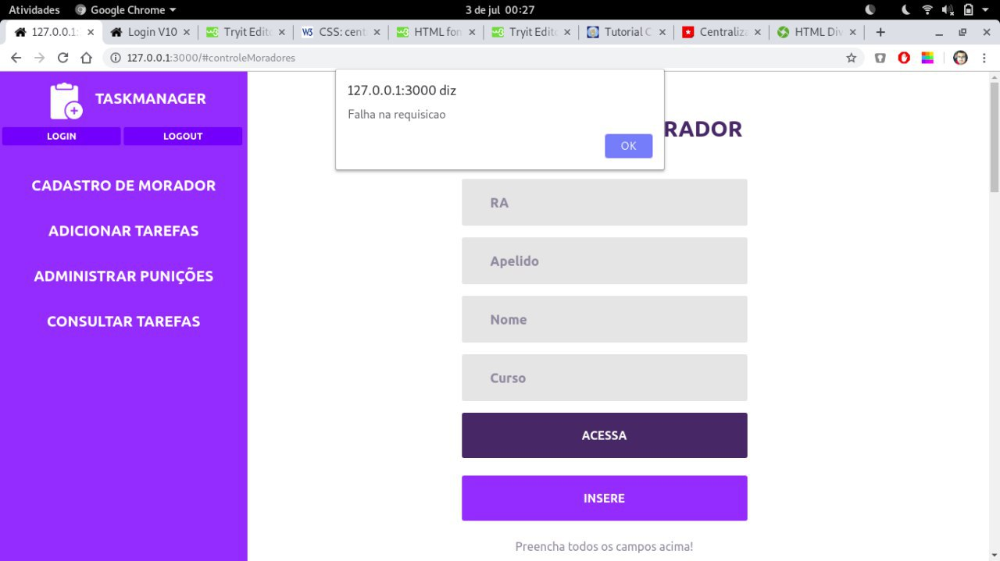 Atividades
Google Chrome
3 de jul 00:27
127.0.0.1:
Login V10
Tryit Edit
CSS: cent
HTML fon
Tryit Edit
Tutorial C
Centraliza
HTML Div
127.0.0.1:3000/#controleMoradores
127.0.0.1:3000 diz
Falha na requisicao
OK
TASKMANAGER
LOGIN
LOGOUT
CADASTRO DE MORADOR
ADICIONAR TAREFAS
ADMINISTRAR PUNIÇÕES
CONSULTAR TAREFAS
RADOR
RA
Apelido
Nome
Curso
ACESSA
INSERE
Preencha todos os campos acima!